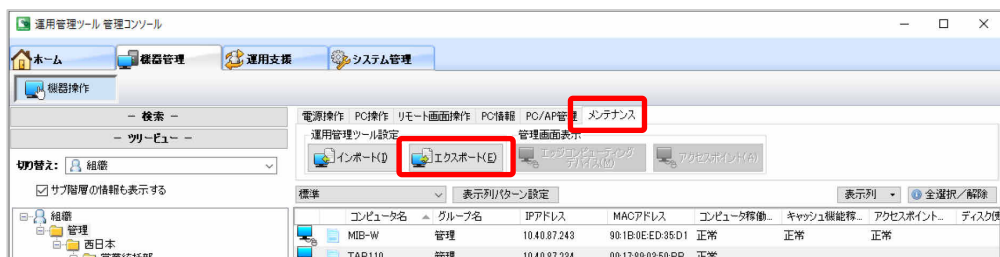 運用管理ツール 管理コンソール
ホーム 機器管理 運用支援 システム管理
機器操作
- 検索 -
- ツリービュー -
切替え: 組織
サブ階層の情報も表示する
組織
管理
西日本
電源操作 PC操作 リモート画面操作 PC情報 PC/AP管理 メンテナンス
運用管理ツール設定 管理画面表示
インポート(I) エクスポート(E) エッジコンピューティングデバイス(M) アクセスポイント(A)
標準 表示列パターン設定 表示列 全選択/解除
コンピュータ名 グループ名 IPアドレス MACアドレス コンピュータ稼働... キャッシュ機能稼... アクセスポイント... ディスク使
MIB-W 管理 10.40.87.243 90:1B:0E:ED:35:D1 正常 正常 正常